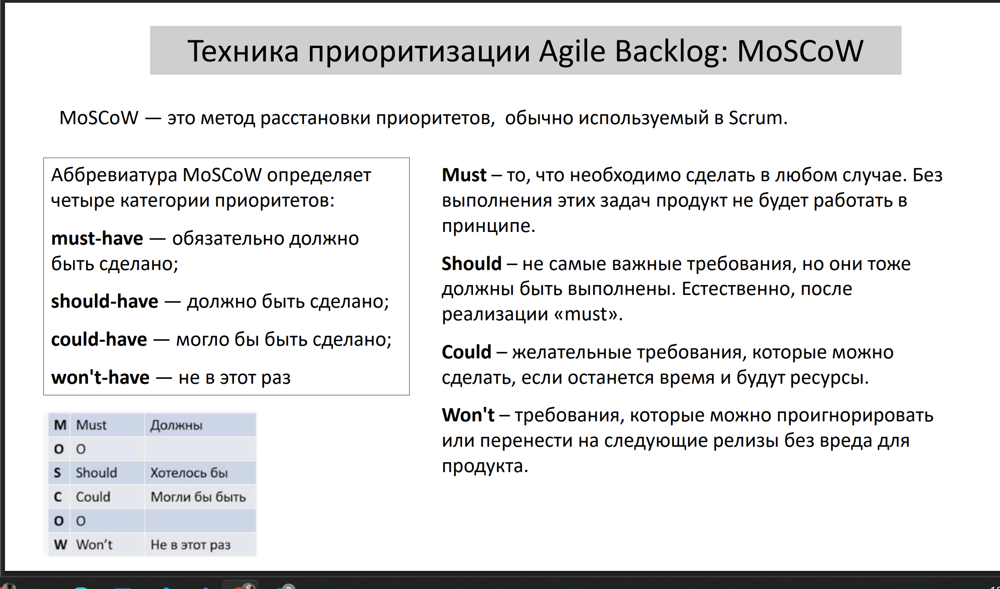 Техника приоритизации Agile Backlog: MoSCoW
MoSCoW — это метод расстановки приоритетов, обычно используемый в Scrum.
Аббревиатура MoSCoW определяет
четыре категории приоритетов:
must-have — обязательно должно
быть сделано;
should-have — должно быть сделано;
could-have — могло бы быть сделано;
won't-have — не в этот раз
Must – то, что необходимо сделать в любом случае. Без
выполнения этих задач продукт не будет работать в
принципе.
Should – не самые важные требования, но они тоже
должны быть выполнены. Естественно, после
реализации «must».
Could – желательные требования, которые можно
сделать, если останется время и будут ресурсы.
Won't – требования, которые можно проигнорировать
или перенести на следующие релизы без вреда для
продукта.
M Must Должны
O O
S Should Хотелось бы
C Could Могли бы быть
O O
W Won’t Не в этот раз